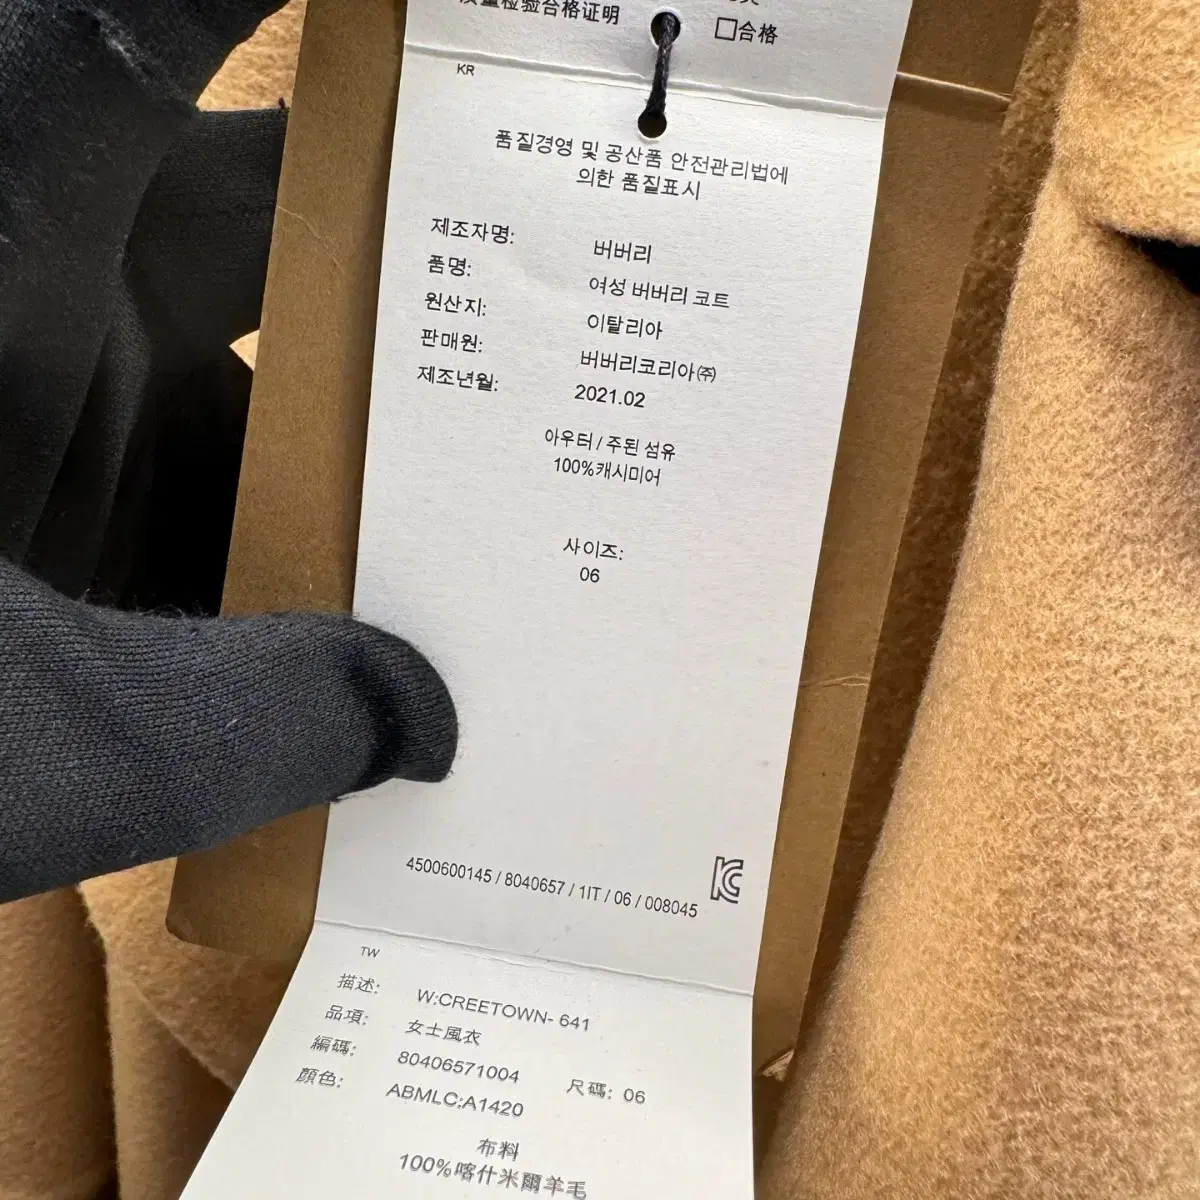 质量检验合格证明
□合格
KR
품질경영 및 공산품 안전관리법에
의한 품질표시
제조자명: 버버리
품명: 여성 버버리 코트
원산지: 이탈리아
판매원: 버버리코리아㈜
제조년월: 2021.02
아우터 / 주된 섬유
100%캐시미어
사이즈:
06
4500600145 / 8040657 / 1IT / 06 / 008045
TW
描述: W:CREETOWN- 641
品項: 女士風衣
編碼: 80406571004 尺碼: 06
顏色: ABMLC:A1420
布料
100%喀什米爾羊毛